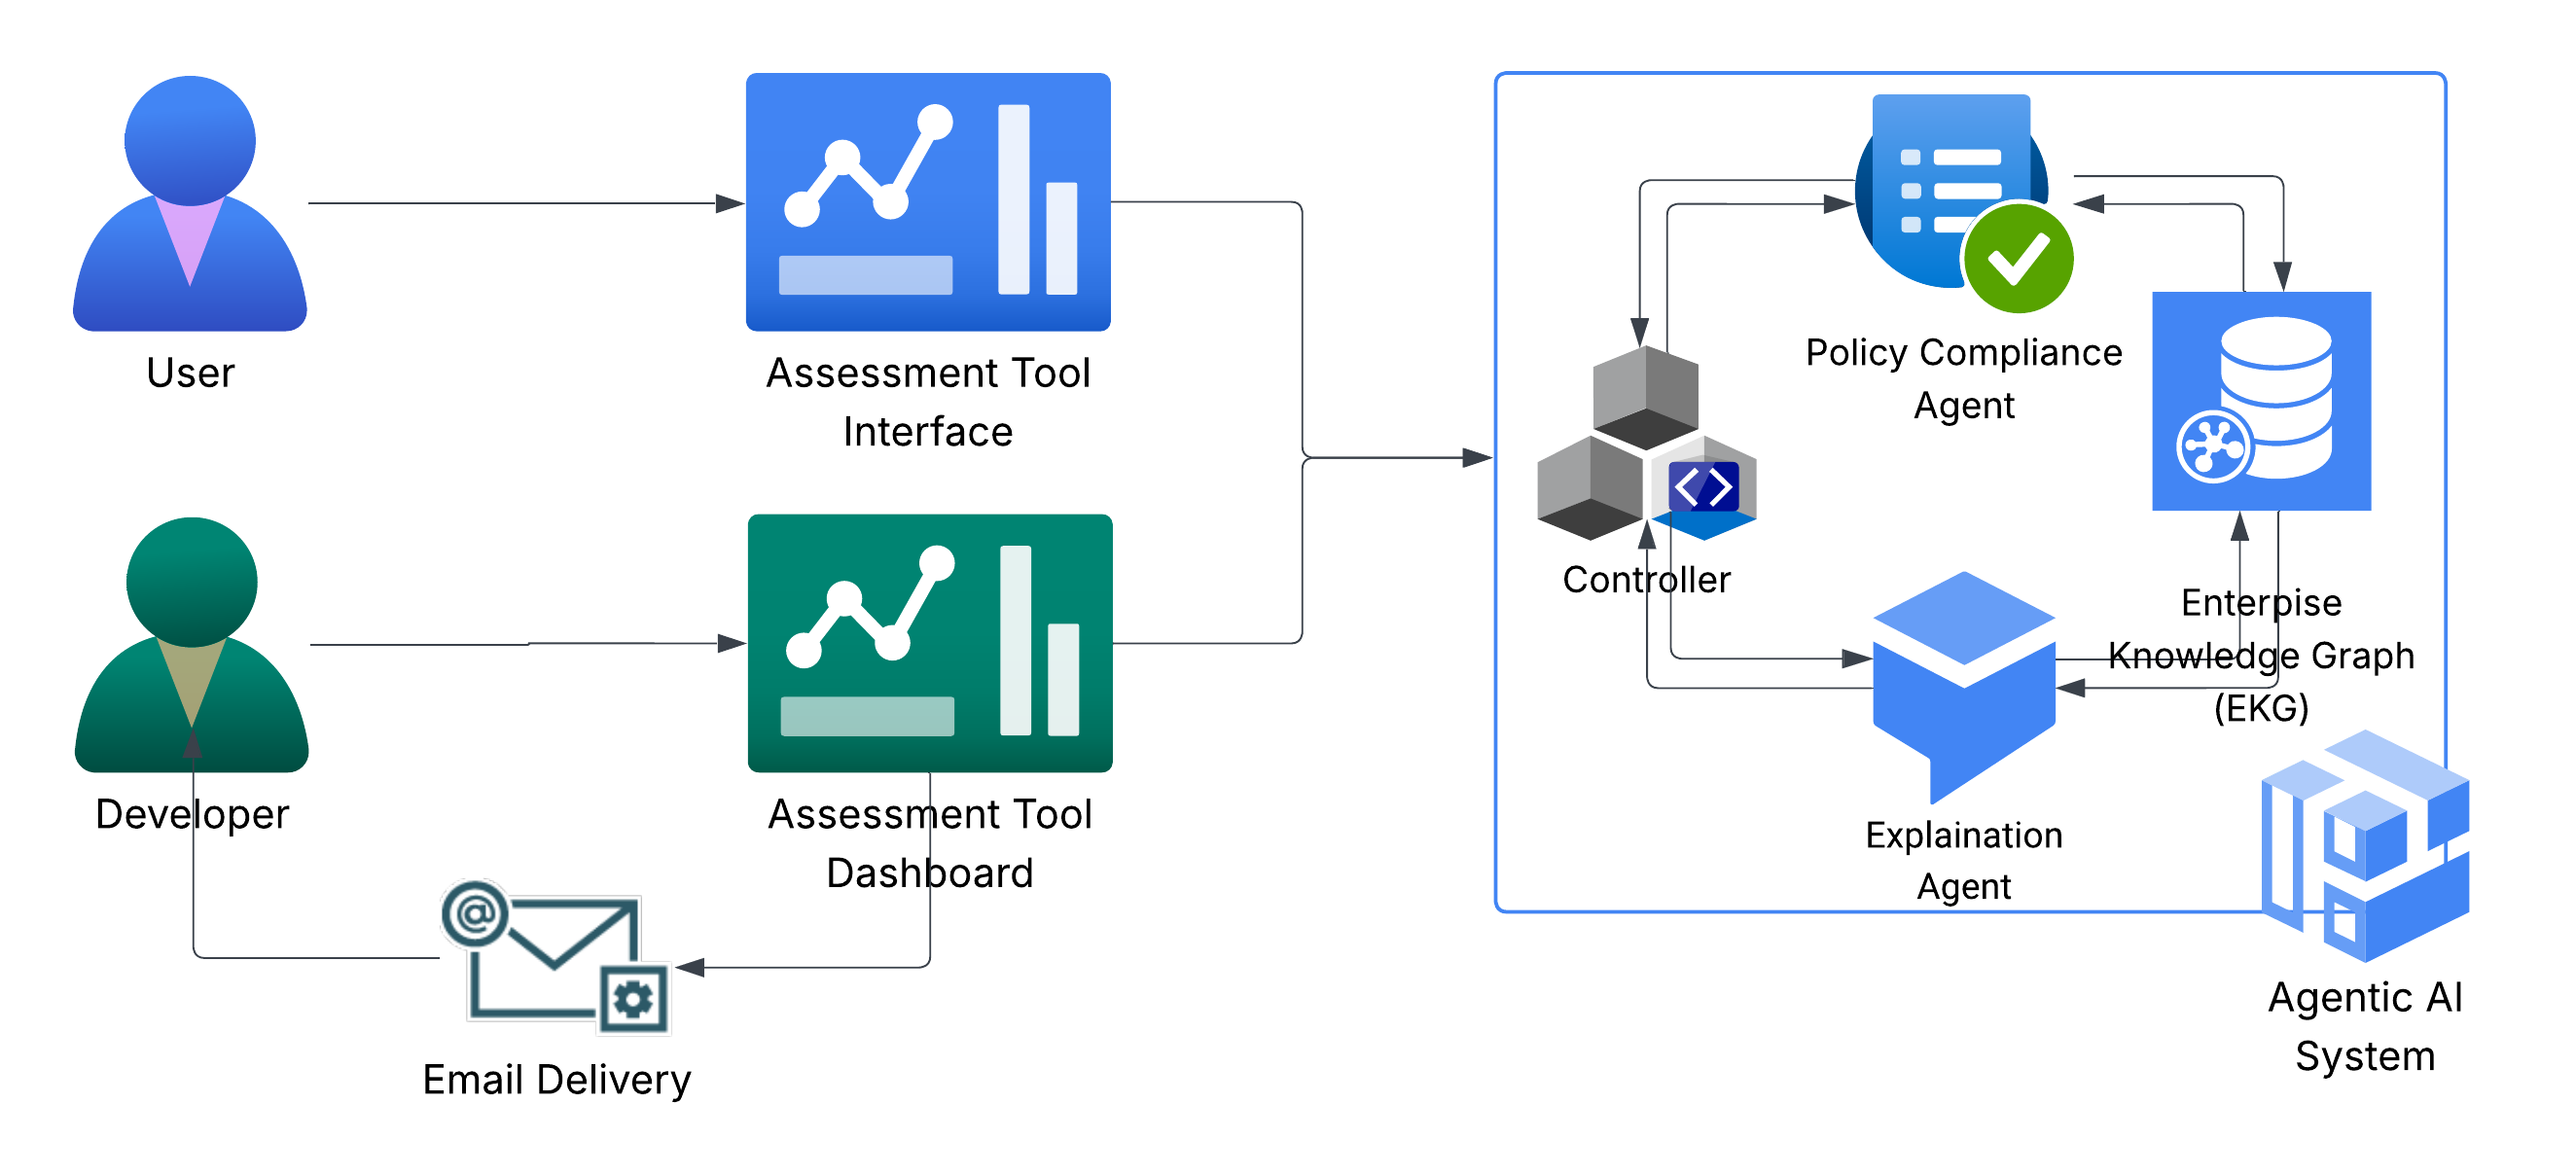 User
Assessment Tool
Interface
Policy Compliance
Agent
Controller
Enterpise
Knowledge Graph
(EKG)
Developer
Assessment Tool
Dashboard
Explaination
Agent
@
Email Delivery
Agentic AI
System